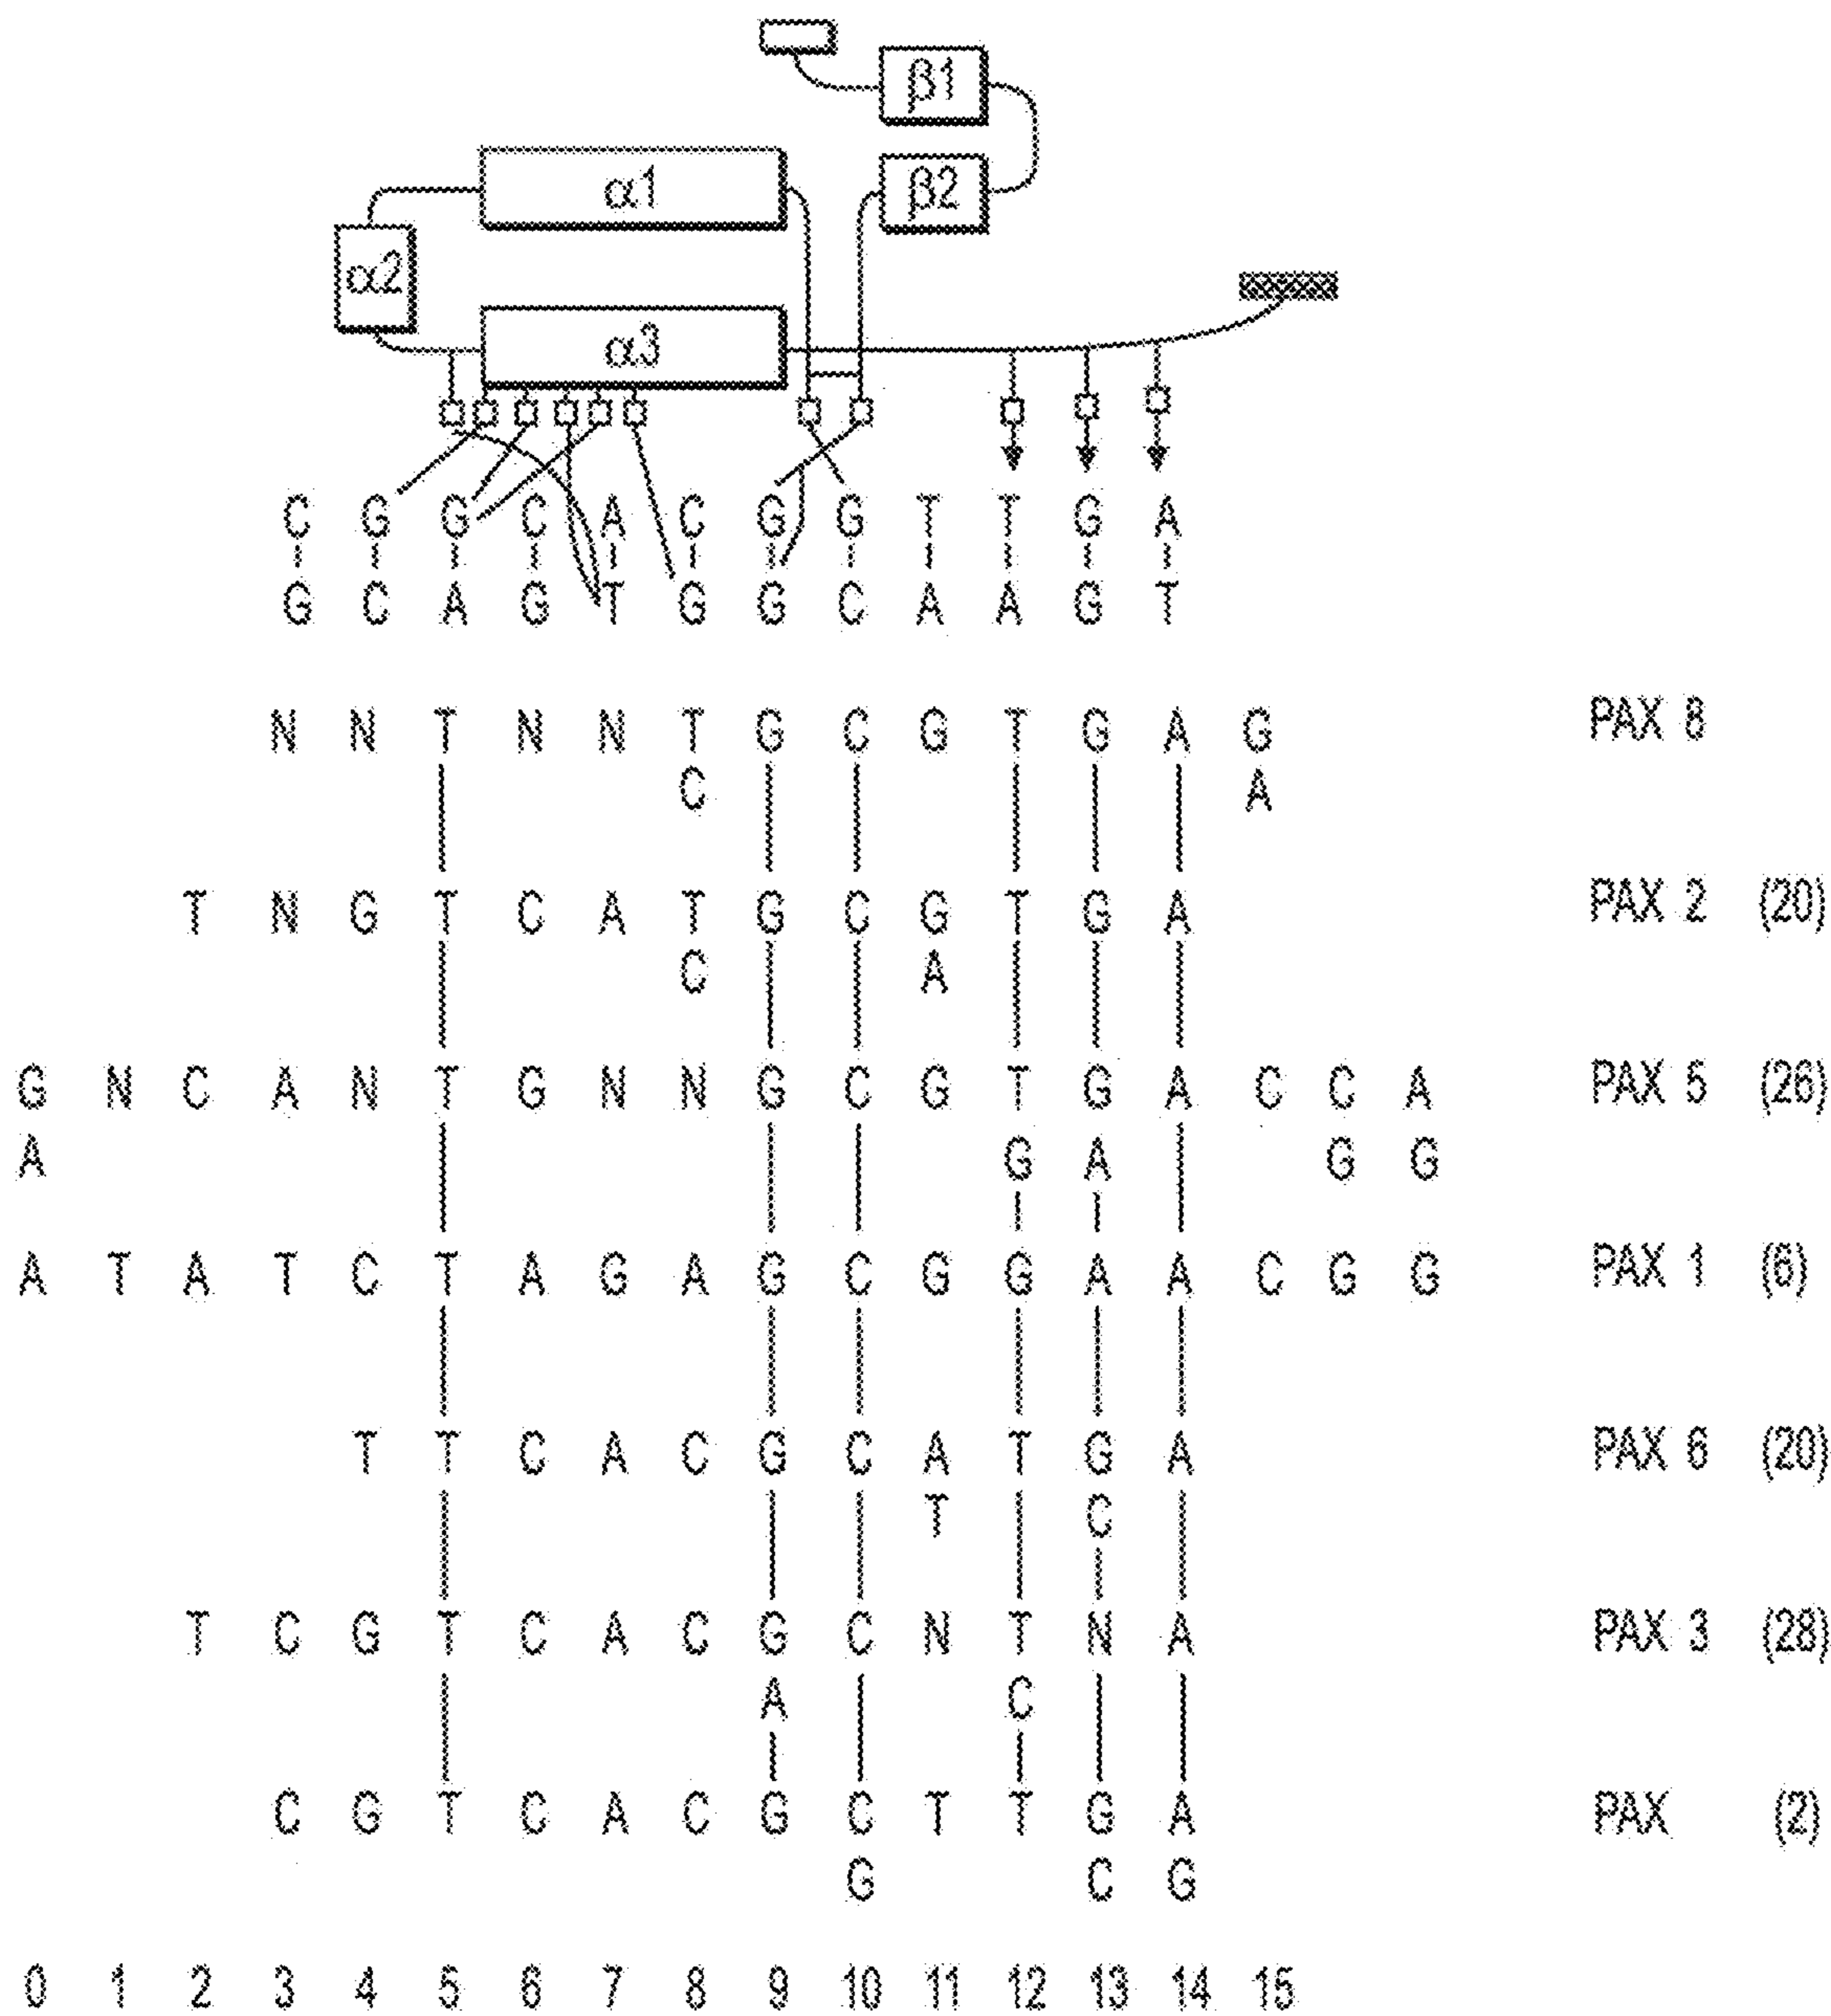 β1
α1 β2
α2
α3
C G G C A C G G T T G A
G C A G T G G C A A G T
N N T N N T G C G T G A G PAX 8
C A
T N G T C A T G C G T G A PAX 2 (20)
C A
G N C A N T G N N G C G T G A C C A PAX 5 (26)
A G A G G
A T A T C T A G A G C G G A A C G G PAX 1 (6)
T T C A C G C A T G A PAX 6 (20)
T C
T C G T C A C G C N T N A PAX 3 (28)
A C
C G T C A C G C T T G A PAX (2)
G C G
0 1 2 3 4 5 6 7 8 9 10 11 12 13 14 15